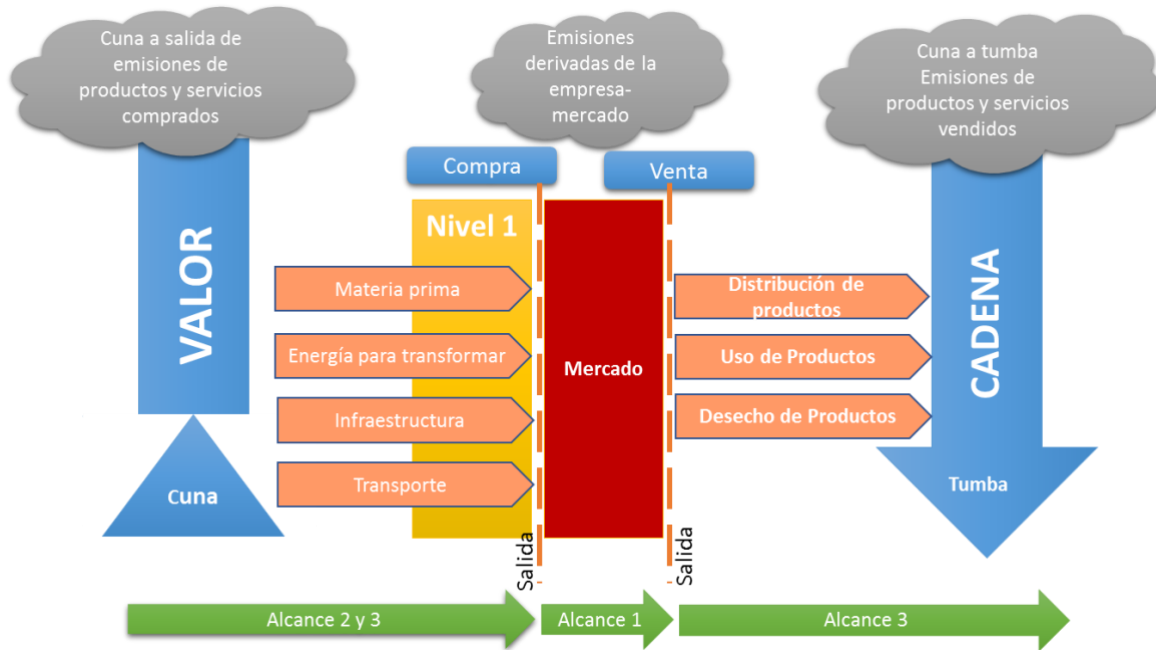 Cuna a salida de
emisiones de
productos y servicios
comprados
Emisiones
derivadas de la
empresa-
mercado
Cuna a tumba
Emisiones de
productos y servicios
vendidos
Compra
Venta
VALOR
Nivel 1
Materia prima
Energía para transformar
Infraestructura
Transporte
Cuna
Mercado
Salida
Salida
Distribución de
productos
Uso de Productos
Desecho de Productos
CADENA
Tumba
Alcance 2 y 3
Alcance 1
Alcance 3